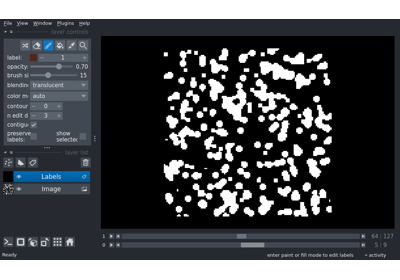 File View Window Plugins Help
layer controls
label: 1
opacity: 0.70
brush si 15
blendin translucent
color m auto
contour 0
n edit d 3
contigu
preserve labels: show selected
layer list
Labels
Image
1 64 127
0 5 9
Ready enter paint or fill mode to edit labels activity